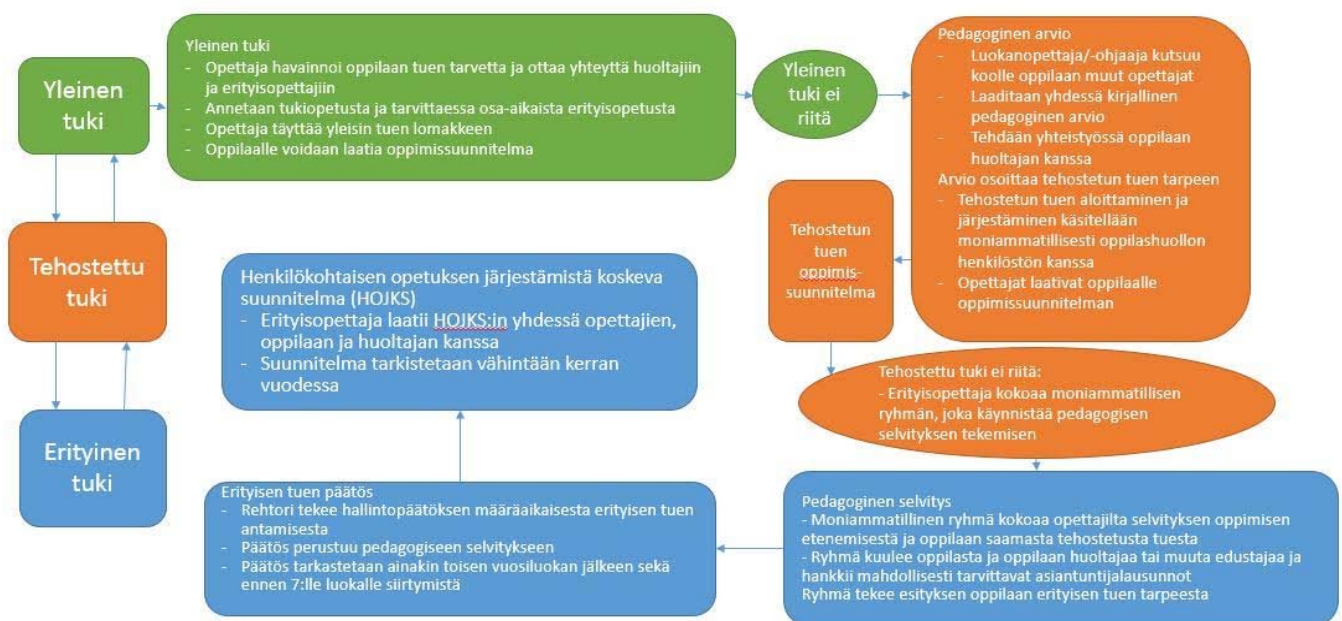 Yleinen
tuki
Yleinen tuki
- Opettaja havainnoi oppilaan tuen tarvetta ja ottaa yhteyttä huoltajiin
ja erityisopettajiin
- Annetaan tukiopetusta ja tarvittaessa osa-aikaista erityisopetusta
- Opettaja täyttää yleisin tuen lomakkeen
- Oppilaalle voidaan laatia oppimissuunnitelma
Yleinen
tuki ei
riitä
Pedagoginen arvio
- Luokanopettaja/-ohjaaja kutsuu
koolle oppilaan muut opettajat
- Laaditaan yhdessä kirjallinen
pedagoginen arvio
- Tehdään yhteistyössä oppilaan
huoltajan kanssa
Arvio osoittaa tehostetun tuen tarpeen
- Tehostetun tuen aloittaminen ja
järjestäminen käsitellään
moniammatillisesti oppilashuollon
henkilöstön kanssa
- Opettajat laativat oppilaalle
oppimissuunnitelman
Tehostetun
tuen
oppimis-
suunnitelma
Tehostettu
tuki
Tehostettu tuki ei riitä:
- Erityisopettaja kokoaa moniammatillisen
ryhmän, joka käynnistää pedagogisen
selvityksen tekemisen
Henkilökohtaisen opetuksen järjestämistä koskeva
suunnitelma (HOJKS)
- Erityisopettaja laatii HOJKS:in yhdessä opettajien,
oppilaan ja huoltajan kanssa
- Suunnitelma tarkistetaan vähintään kerran
vuodessa
Erityinen
tuki
Erityisen tuen päätös
- Rehtori tekee hallintopäätöksen määräaikaisesta erityisen tuen
antamisesta
- Päätös perustuu pedagogiseen selvitykseen
- Päätös tarkastetaan ainakin toisen vuosiluokan jälkeen sekä
ennen 7:lle luokalle siirtymistä
Pedagoginen selvitys
- Moniammatillinen ryhmä kokoaa opettajilta selvityksen oppimisen
etenemisestä ja oppilaan saamasta tehostetusta tuesta
- Ryhmä kuulee oppilasta ja oppilaan huoltajaa tai muuta edustajaa ja
hankkii mahdollisesti tarvittavat asiantuntijalausunnot
Ryhmä tekee esityksen oppilaan erityisen tuen tarpeesta